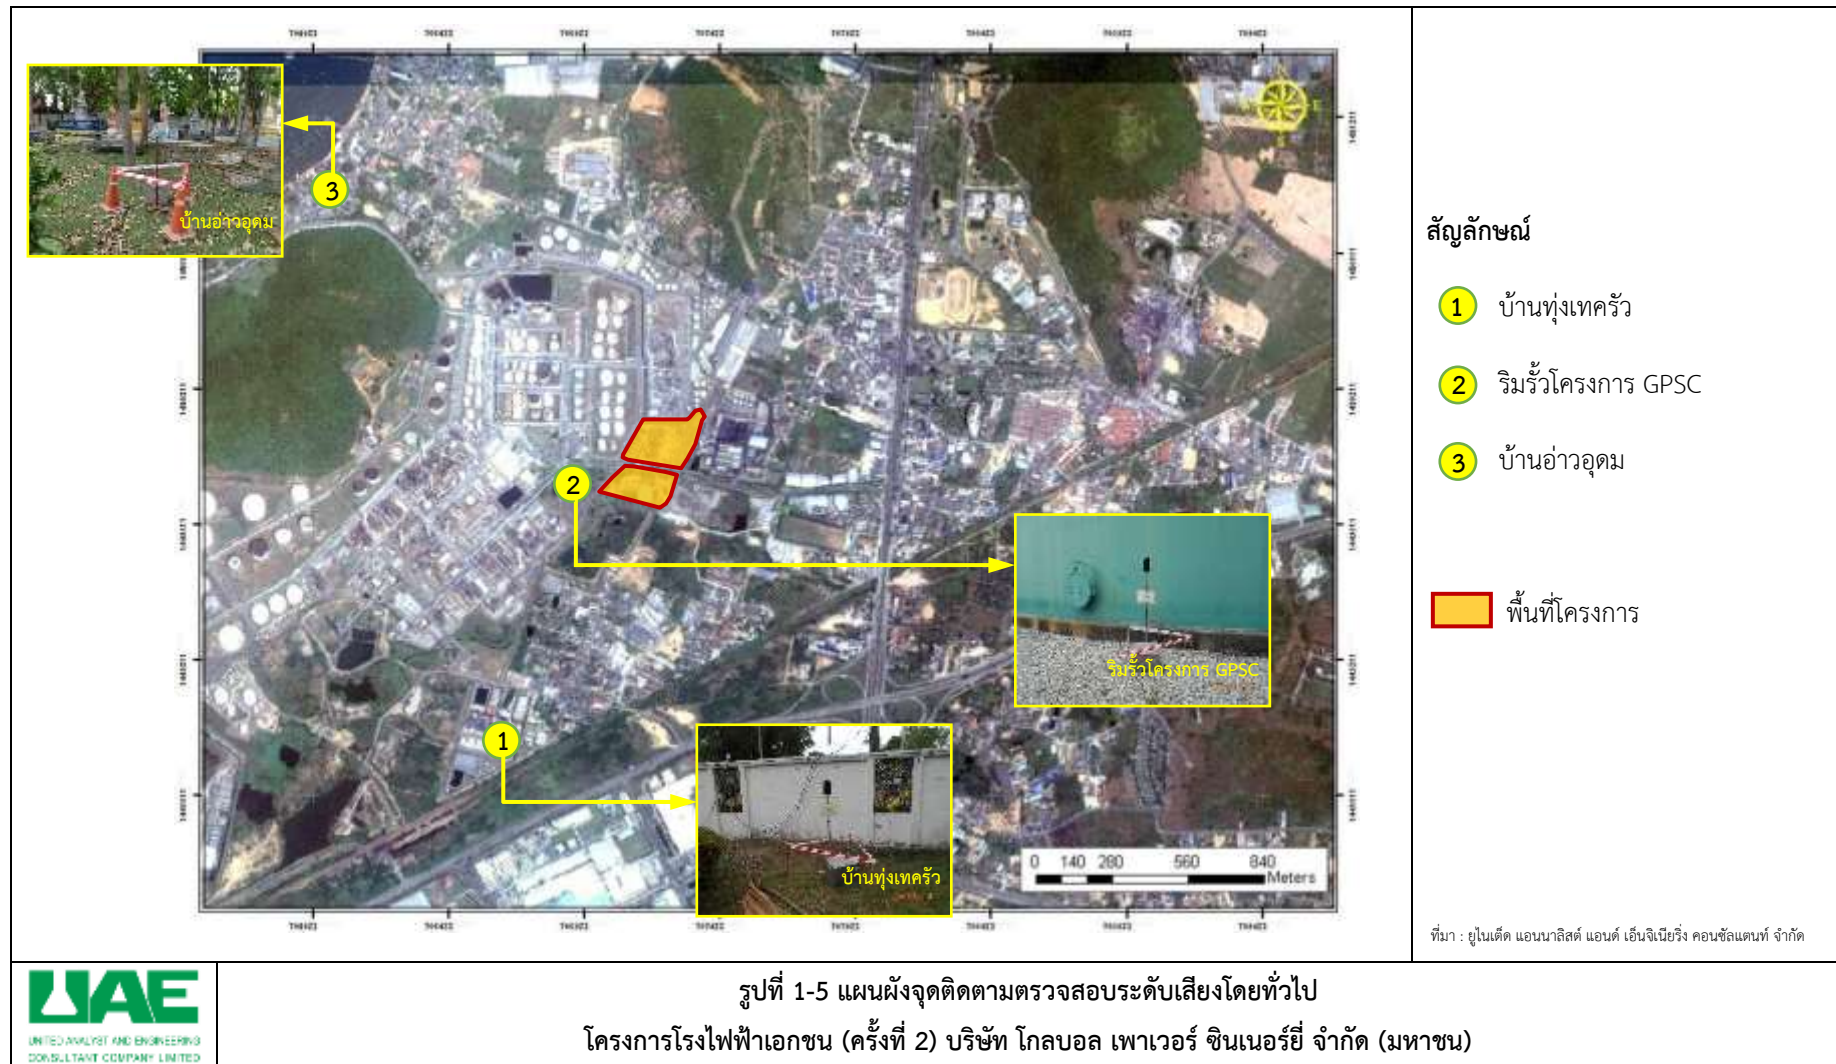 บ้านอ่าวอุดม
3
N
E
สัญลักษณ์
1 บ้านทุ่งเทครัว
2 ริมรั้วโครงการ GPSC
3 บ้านอ่าวอุดม
พื้นที่โครงการ
2
ริมรั้วโครงการ GPSC
1
บ้านทุ่งเทครัว
0 140 280 560 840
Meters
ที่มา : ยูไนเต็ด แอนนาลิสต์ แอนด์ เอ็นจิเนียริ่ง คอนซัลแตนท์ จำกัด
UAE
UNITED ANALYST AND ENGINEERING
CONSULTANT COMPANY LIMITED
รูปที่ 1-5 แผนผังจุดติดตามตรวจสอบระดับเสียงโดยทั่วไป
โครงการโรงไฟฟ้าเอกชน (ครั้งที่ 2) บริษัท โกลบอล เพาเวอร์ ซินเนอร์ยี่ จำกัด (มหาชน)